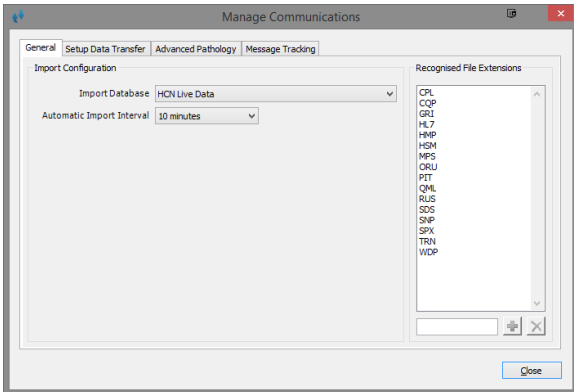 Manage Communications
General Setup Data Transfer Advanced Pathology Message Tracking
Import Configuration
Import Database HCN Live Data
Automatic Import Interval 10 minutes
Recognised File Extensions
CPL
CQP
GRI
HL7
HMP
HSM
MPS
ORU
PIT
QML
RUS
SDS
SNP
SPX
TRN
WDP
Close